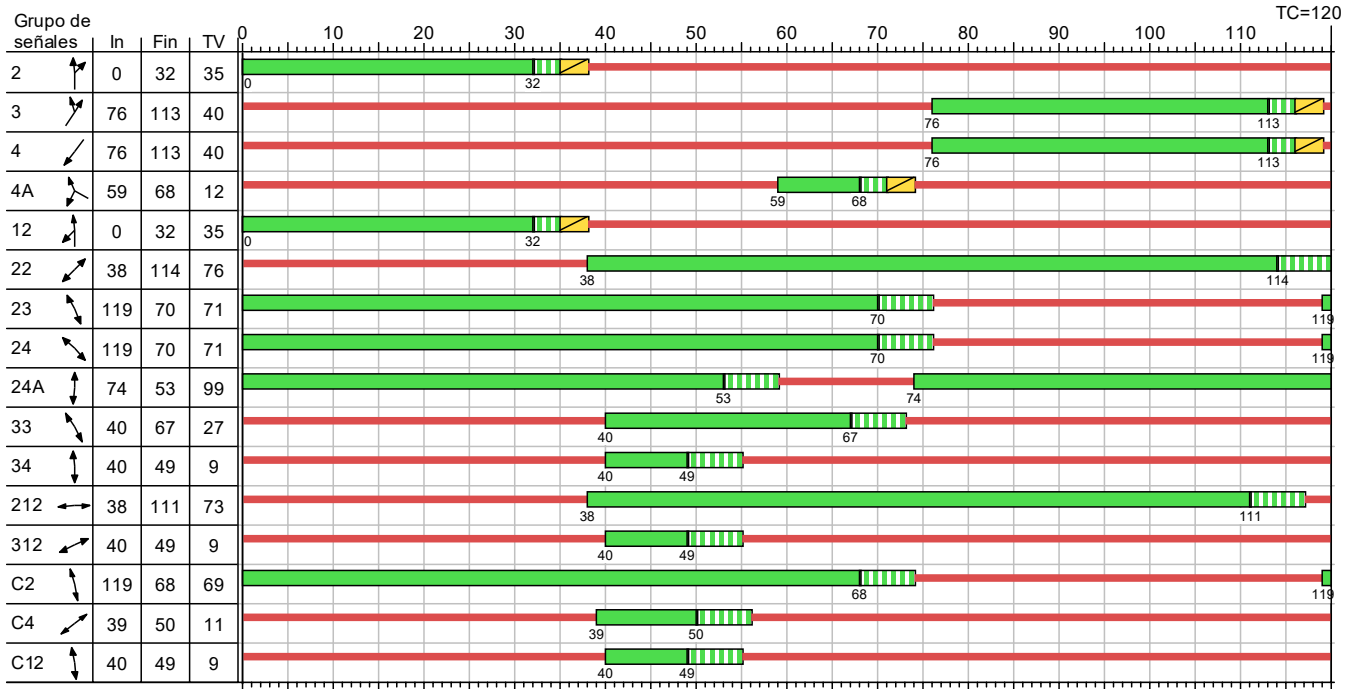 TC=120
Grupo de
señales In Fin TV 0 10 20 30 40 50 60 70 80 90 100 110
2 0 32 35
0 32
3 76 113 40
76 113
4 76 113 40
76 113
4A 59 68 12
59 68
12 0 32 35
0 32
22 38 114 76
38 114
23 119 70 71
70 119
24 119 70 71
70 119
24A 74 53 99
53 74
33 40 67 27
40 67
34 40 49 9
40 49
212 38 111 73
38 111
312 40 49 9
40 49
C2 119 68 69
68 119
C4 39 50 11
39 50
C12 40 49 9
40 49